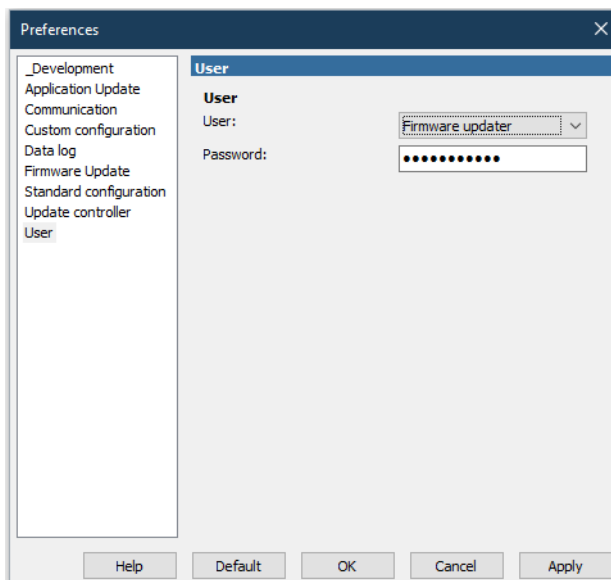 Preferences
_Development
Application Update
Communication
Custom configuration
Data log
Firmware Update
Standard configuration
Update controller
User
User
User
User:
Firmware updater
Password:
●●●●●●●●●●●
Help
Default
OK
Cancel
Apply